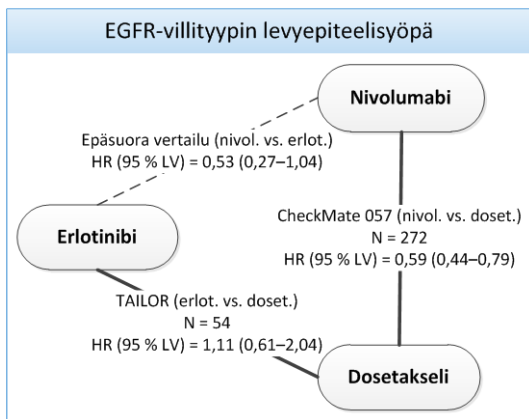 EGFR-villityypin levyepiteelisyöpä
Nivolumabi
Epäsuora vertailu (nivol. vs. erlot.)
HR (95 % LV) = 0,53 (0,27–1,04)
Erlotinibi
CheckMate 057 (nivol. vs. doset.)
N = 272
HR (95 % LV) = 0,59 (0,44–0,79)
TAILOR (erlot. vs. doset.)
N = 54
HR (95 % LV) = 1,11 (0,61–2,04)
Dosetakseli